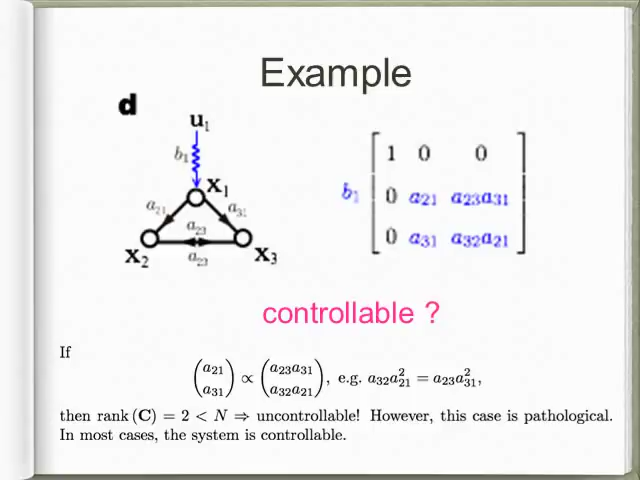 Example
d
u₁
b₁
x₁
a₂₁
a₃₁
a₂₃
x₂
a₂₃
x₃
b₁
1 0 0
0 a₂₁ a₂₃a₃₁
0 a₃₁ a₃₂a₂₁
controllable ?
If
(a₂₁ a₃₁) ∝ (a₂₃a₃₁ a₃₂a₂₁), e.g. a₃₂a²₂₁ = a₂₃a²₃₁,
then rank (C) = 2 < N ⇒ uncontrollable! However, this case is pathological.
In most cases, the system is controllable.